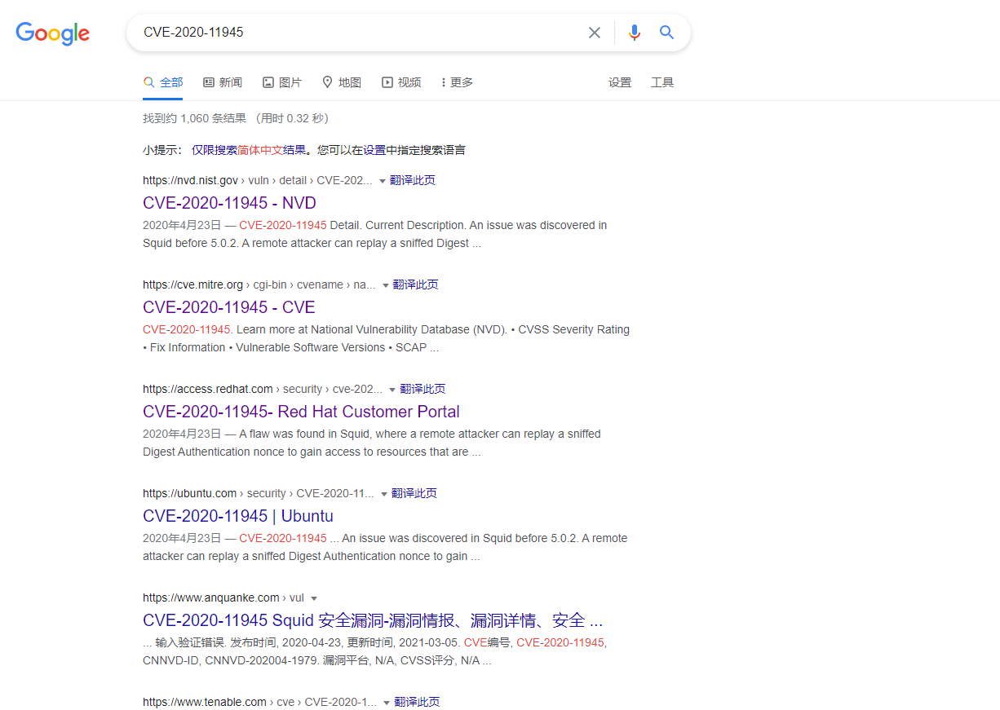 Google
CVE-2020-11945
全部 新闻 图片 地图 视频 更多 设置 工具
找到约 1,060 条结果 （用时 0.32 秒）
小提示： 仅限搜索简体中文结果。您可以在设置中指定搜索语言
https://nvd.nist.gov › vuln › detail › CVE-202... 翻译此页
CVE-2020-11945 - NVD
2020年4月23日 — CVE-2020-11945 Detail. Current Description. An issue was discovered in
Squid before 5.0.2. A remote attacker can replay a sniffed Digest ...
https://cve.mitre.org › cgi-bin › cvename › na... 翻译此页
CVE-2020-11945 - CVE
CVE-2020-11945. Learn more at National Vulnerability Database (NVD). • CVSS Severity Rating
• Fix Information • Vulnerable Software Versions • SCAP ...
https://access.redhat.com › security › cve-202... 翻译此页
CVE-2020-11945- Red Hat Customer Portal
2020年4月23日 — A flaw was found in Squid, where a remote attacker can replay a sniffed
Digest Authentication nonce to gain access to resources that are ...
https://ubuntu.com › security › CVE-2020-11... 翻译此页
CVE-2020-11945 | Ubuntu
2020年4月23日 — CVE-2020-11945 ... An issue was discovered in Squid before 5.0.2. A remote
attacker can replay a sniffed Digest Authentication nonce to gain ...
https://www.anquanke.com › vul
CVE-2020-11945 Squid 安全漏洞-漏洞情报、漏洞详情、安全 ...
... 输入验证错误. 发布时间, 2020-04-23, 更新时间, 2021-03-05. CVE编号, CVE-2020-11945,
CNNVD-ID, CNNVD-202004-1979. 漏洞平台, N/A, CVSS评分, N/A ...
https://www.tenable.com › cve › CVE-2020-1... 翻译此页